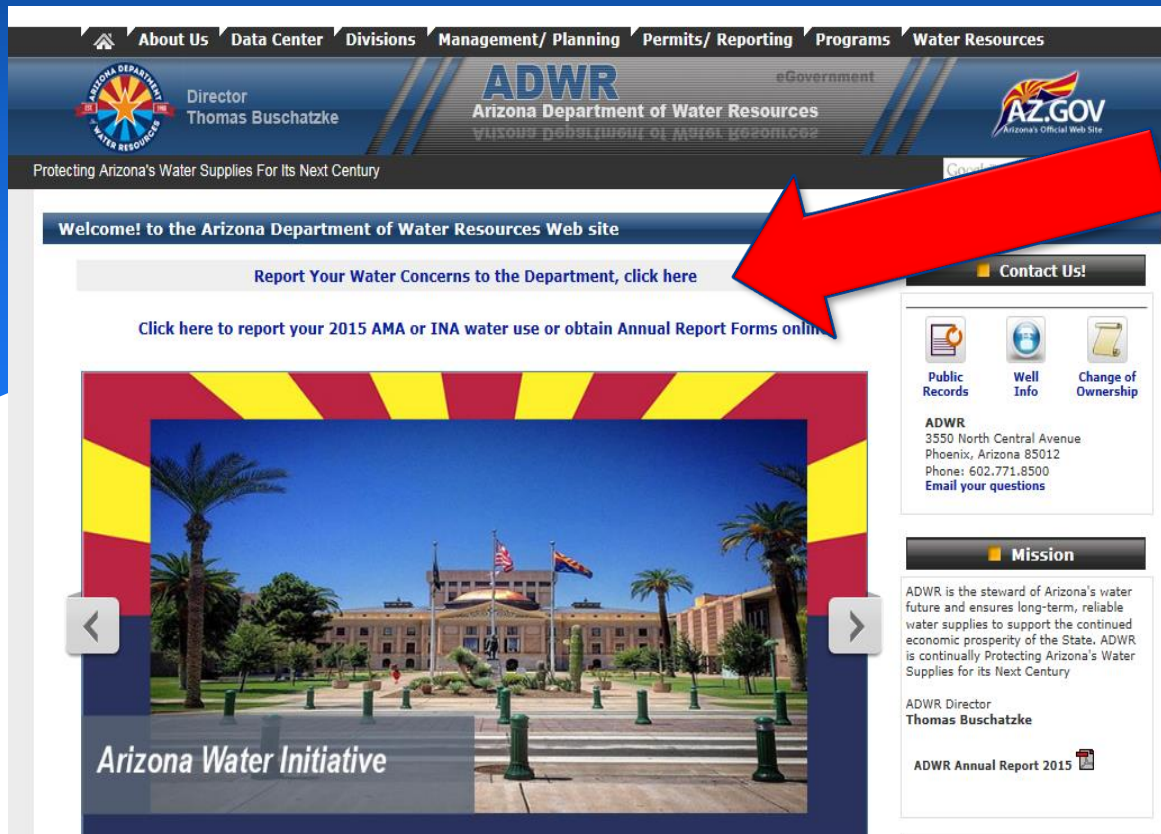 About Us Data Center Divisions Management/ Planning Permits/ Reporting Programs Water Resources
ARIZONA DEPARTMENT
OF WATER RESOURCES
Director
Thomas Buschatzke
ADWR
eGovernment
Arizona Department of Water Resources
AZ.GOV
Arizona's Official Web Site
Protecting Arizona's Water Supplies For Its Next Century
Welcome! to the Arizona Department of Water Resources Web site
Report Your Water Concerns to the Department, click here
Click here to report your 2015 AMA or INA water use or obtain Annual Report Forms online
Arizona Water Initiative
Contact Us!
Public
Records
Well
Info
Change of
Ownership
ADWR
3550 North Central Avenue
Phoenix, Arizona 85012
Phone: 602.771.8500
Email your questions
Mission
ADWR is the steward of Arizona's water
future and ensures long-term, reliable
water supplies to support the continued
economic prosperity of the State. ADWR
is continually Protecting Arizona's Water
Supplies for its Next Century
ADWR Director
Thomas Buschatzke
ADWR Annual Report 2015